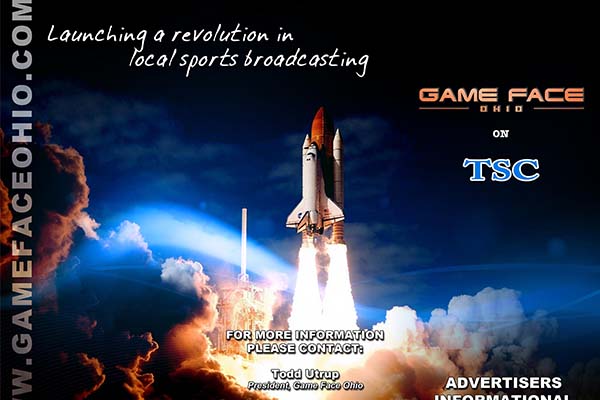 Launching a revolution in
local sports broadcasting
GAME FACE
OHIO
ON
TSC
FOR MORE INFORMATION
PLEASE CONTACT:
Todd Utrup
President, Game Face Ohio
ADVERTISERS
INFORMATIONAL
W.GAMEFACEOHIO.COM